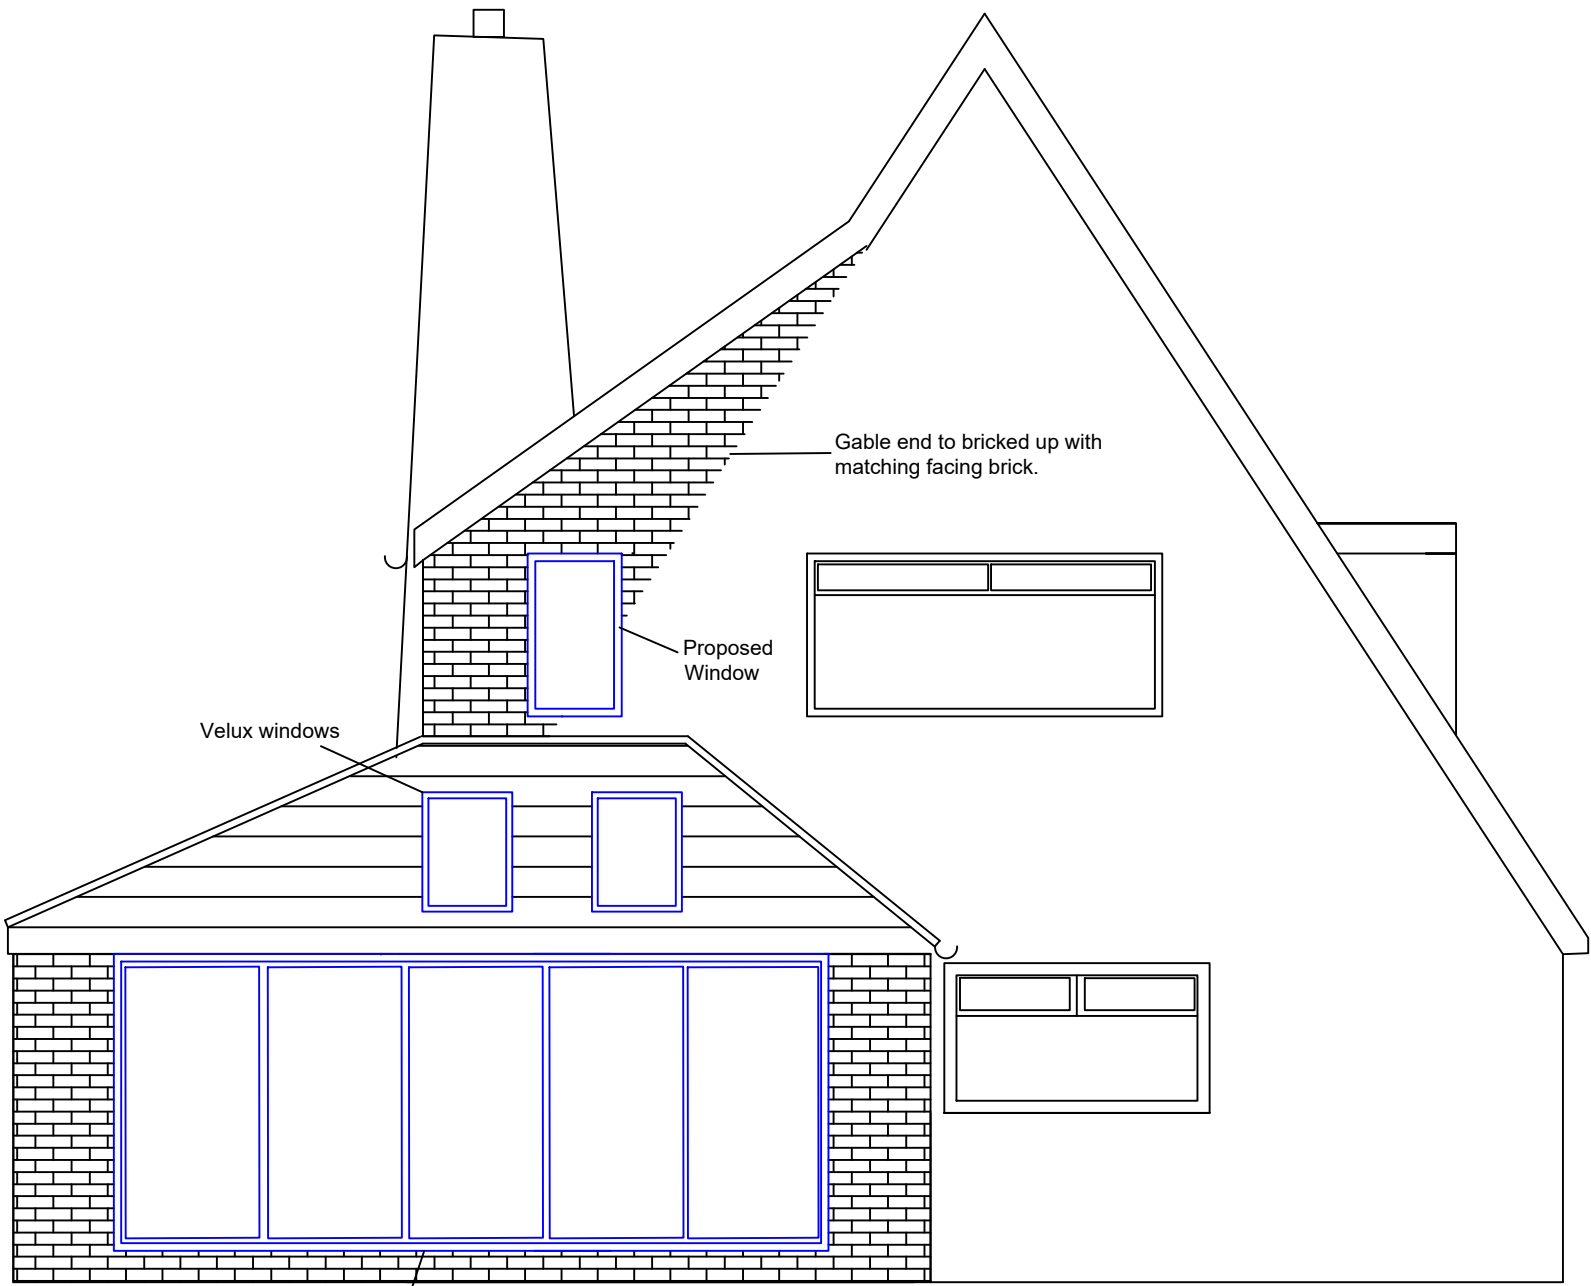 Gable end to bricked up with
matching facing brick.
Proposed
Window
Velux windows